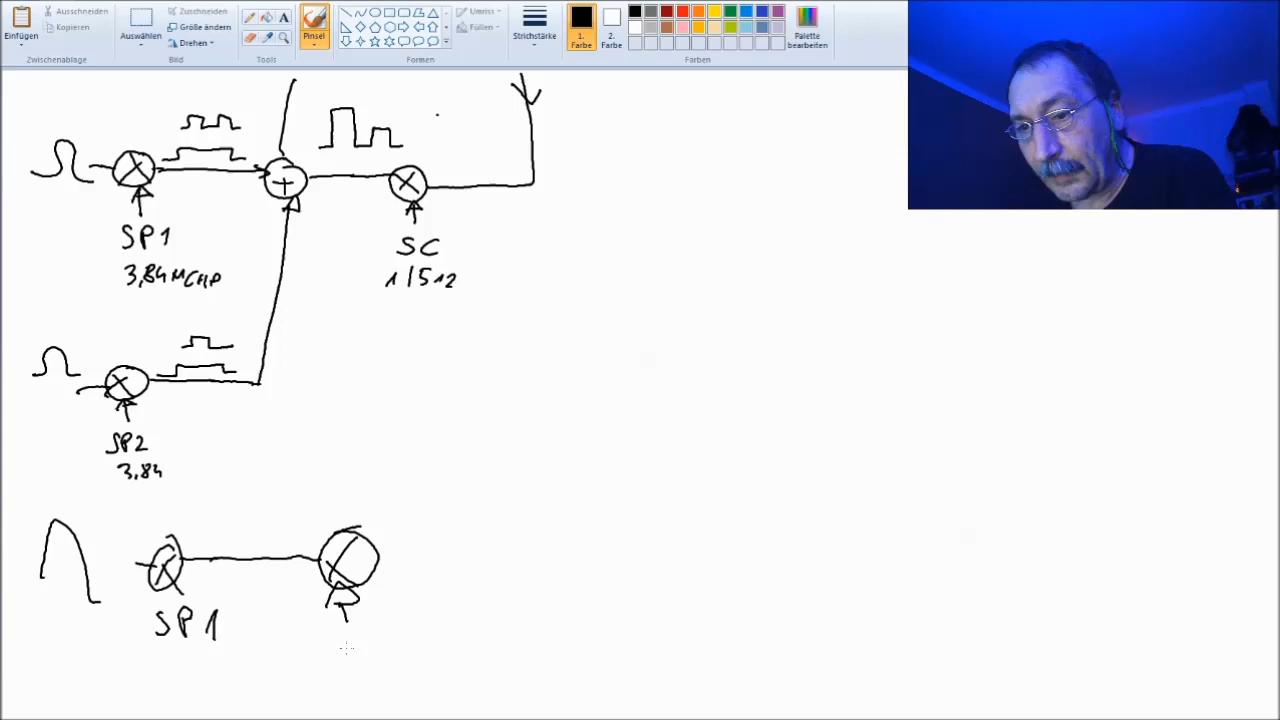 Einfügen
Ausschneiden
Kopieren
Zwischenablage
Auswählen
Zuschneiden
Größe ändern
Drehen
Bild
A
Tools
Pinsel
Formen
Umriss
Füllen
Strichstärke
1.
Farbe
2.
Farbe
Farben
Palette
bearbeiten
+
SP1
3,84 MCHP
SC
1/512
SP2
3,84
SP1